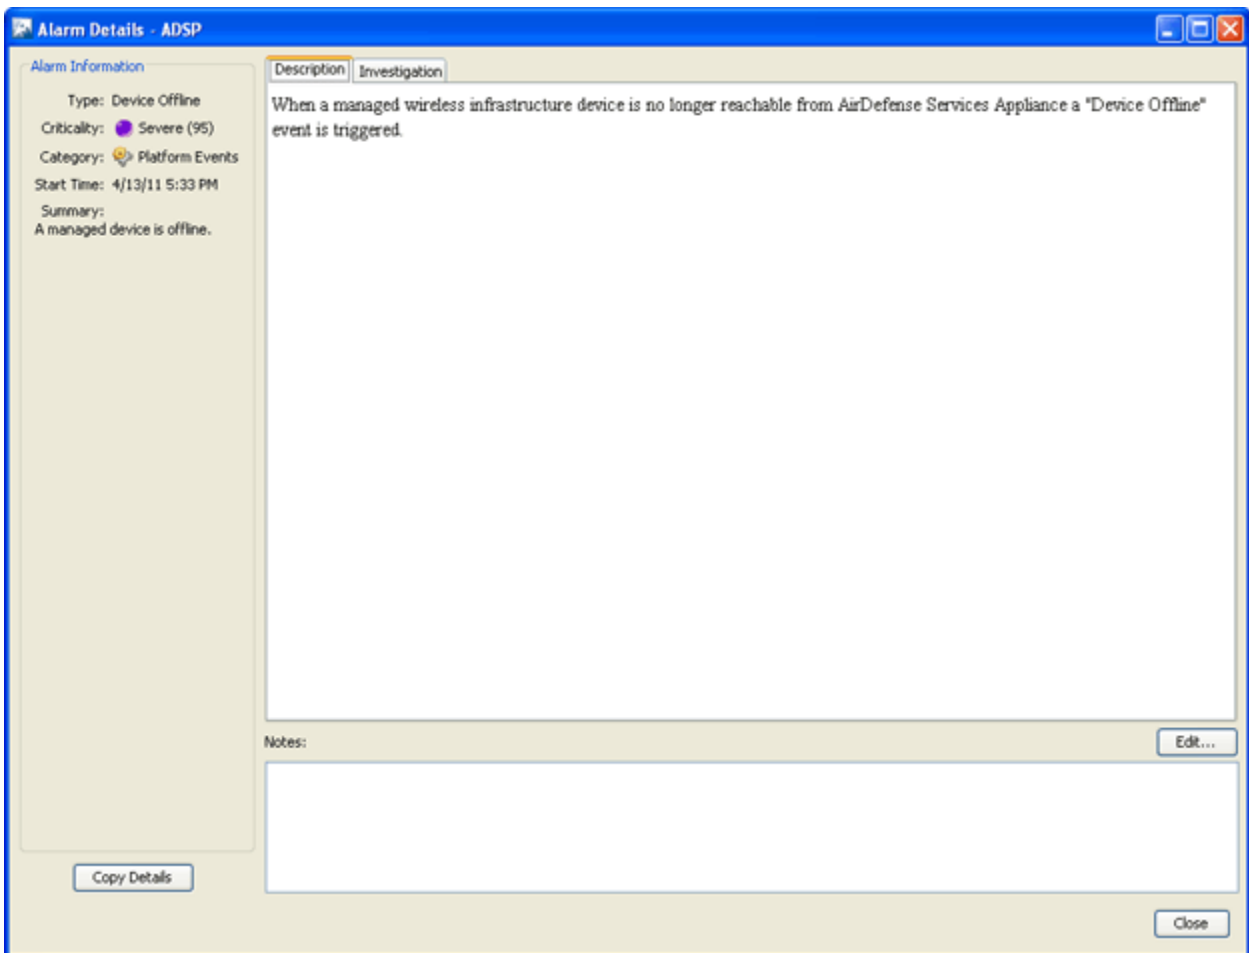 Alarm Details - ADSP
Alarm Information
Type: Device Offline
Criticality: Severe (95)
Category: Platform Events
Start Time: 4/13/11 5:33 PM
Summary:
A managed device is offline.
Copy Details
Description Investigation
When a managed wireless infrastructure device is no longer reachable from AirDefense Services Appliance a "Device Offline"
event is triggered.
Notes:
Edit...
Close